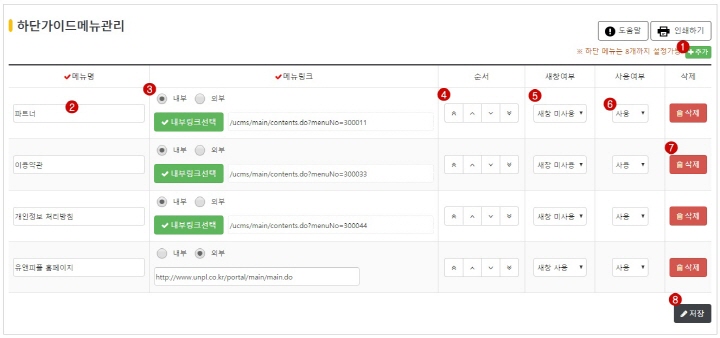 하단가이드메뉴관리
도움말 인쇄하기
※ 하단 메뉴는 8개까지 설정가능 1 추가
메뉴명 메뉴링크 순서 새창여부 사용여부 삭제
2 3 4 5 6 7
내부 외부
파트너 내부링크선택 /ucms/main/contents.do?menuNo=300011 새창 미사용 사용 삭제
내부 외부
이용약관 내부링크선택 /ucms/main/contents.do?menuNo=300033 새창 미사용 사용 삭제
내부 외부
개인정보 처리방침 내부링크선택 /ucms/main/contents.do?menuNo=300044 새창 미사용 사용 삭제
내부 외부
유앤피플 홈페이지 http://www.unpl.co.kr/portal/main/main.do 새창 사용 사용 삭제
8 저장